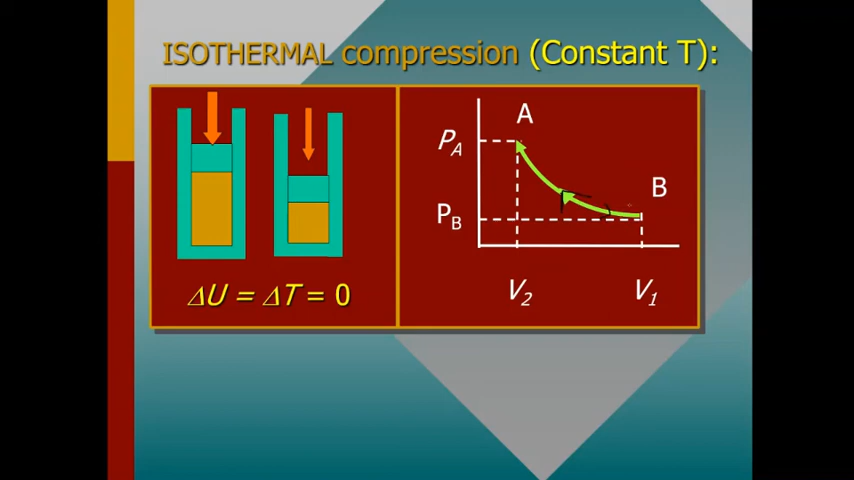 ISOTHERMAL compression (Constant T):
A
P_A
B
P_B
ΔU = ΔT = 0
V_2
V_1